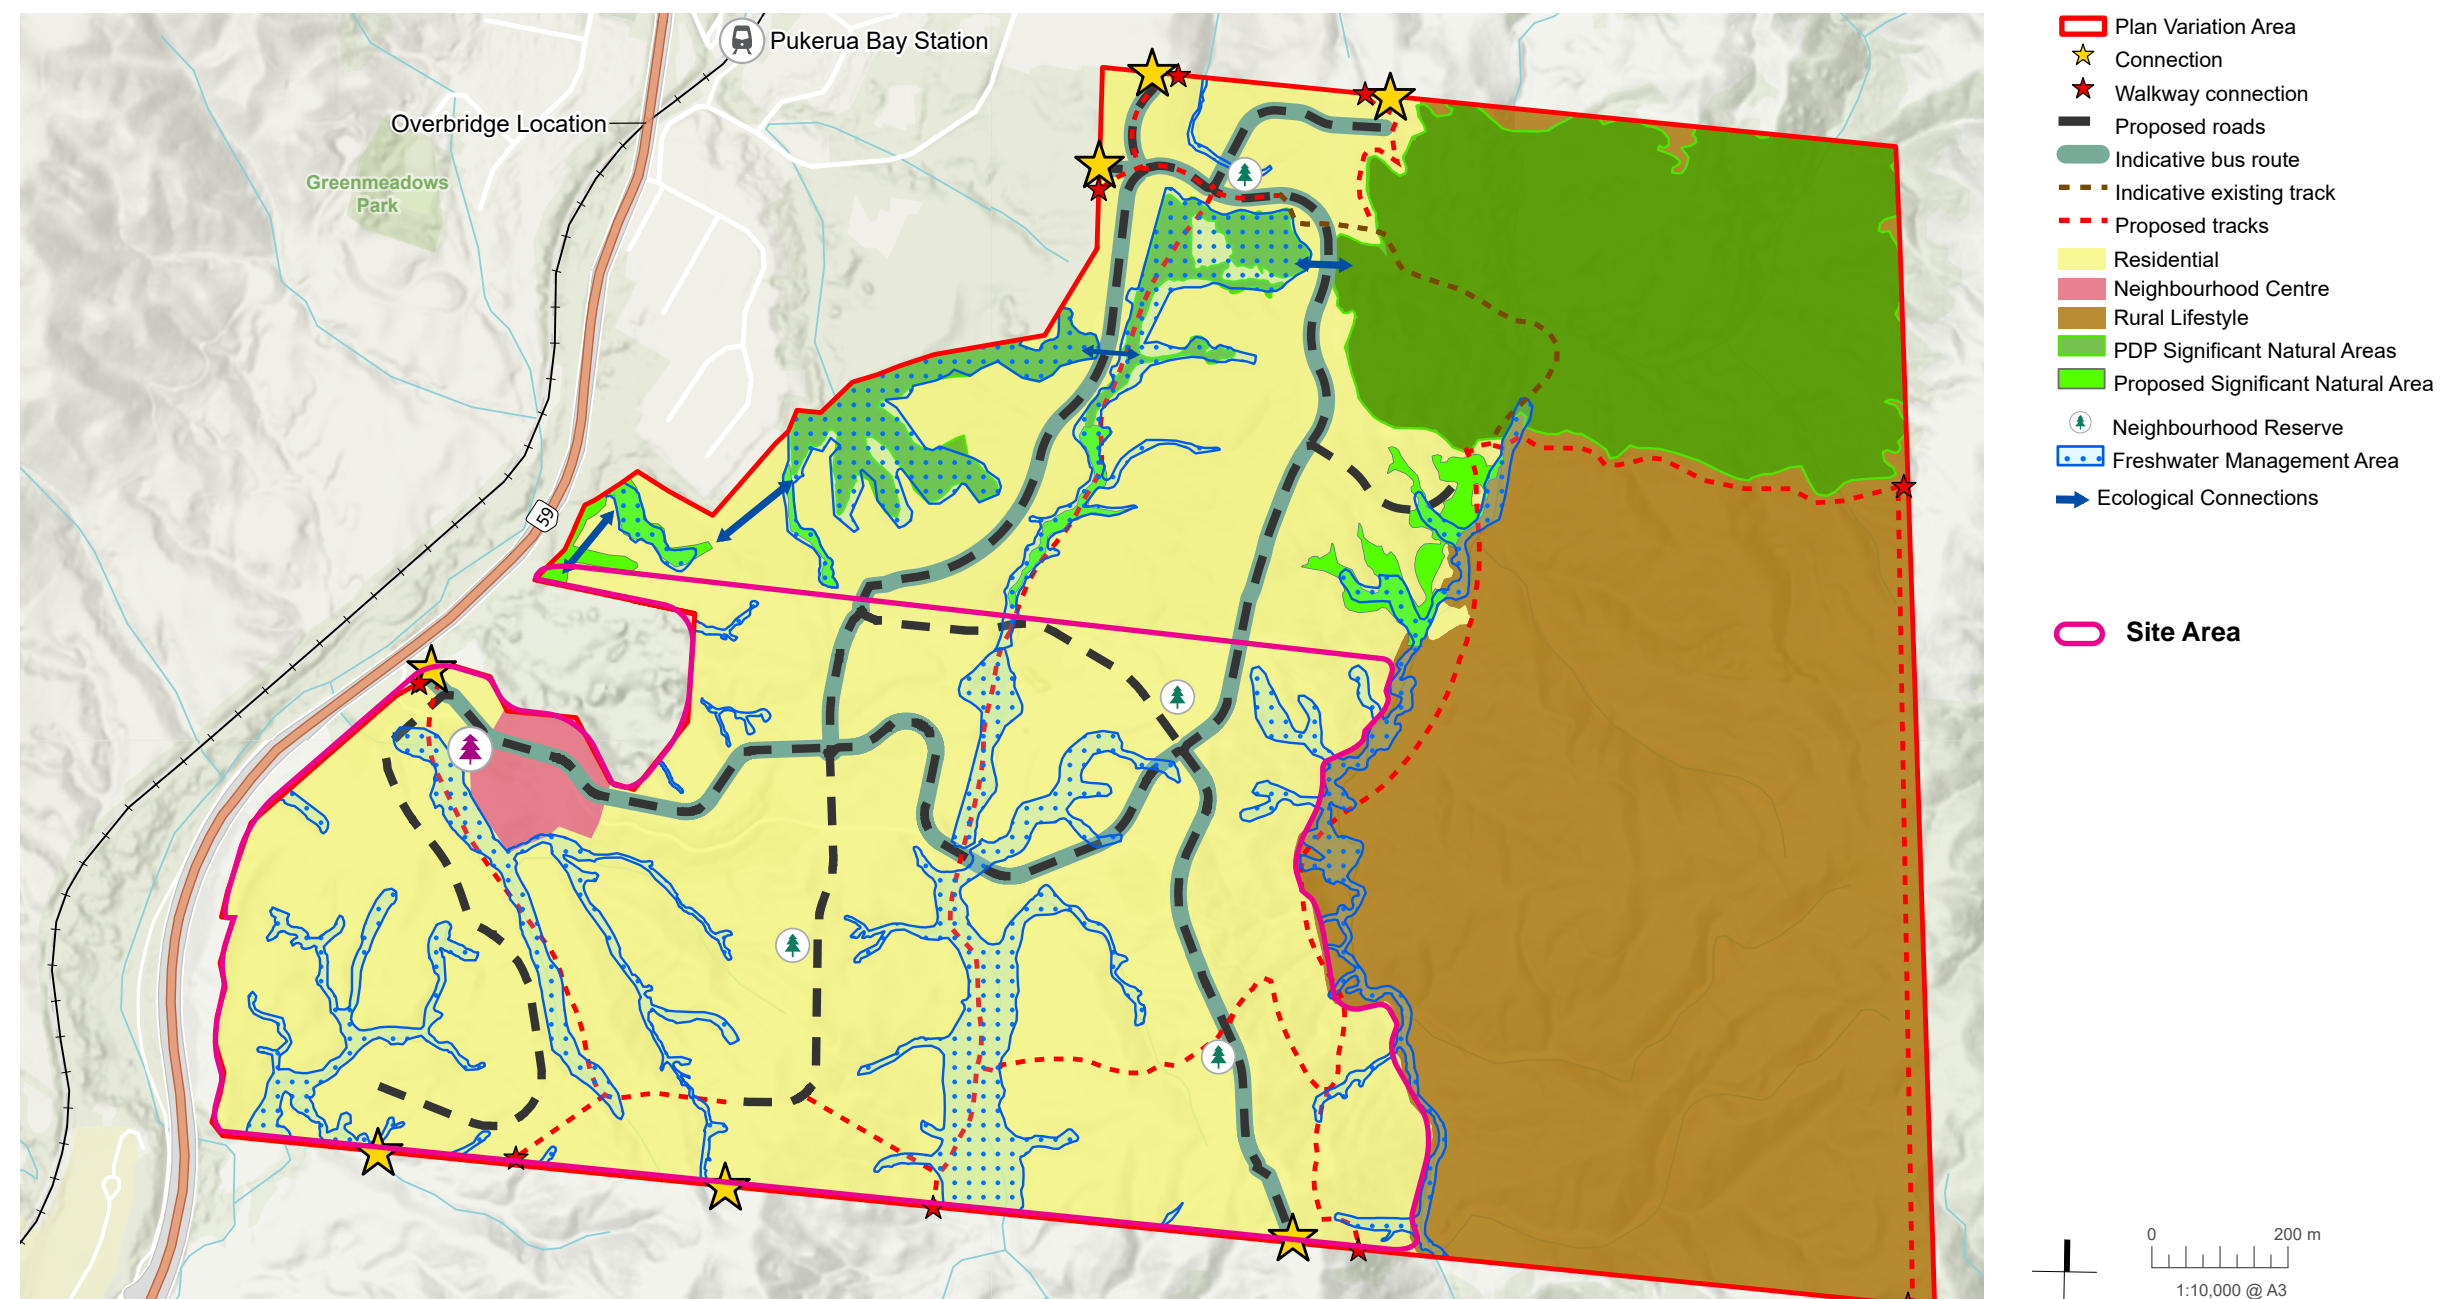 Pukerua Bay Station
Overbridge Location
Greenmeadows
Park
59
Plan Variation Area
Connection
Walkway connection
Proposed roads
Indicative bus route
Indicative existing track
Proposed tracks
Residential
Neighbourhood Centre
Rural Lifestyle
PDP Significant Natural Areas
Proposed Significant Natural Area
Neighbourhood Reserve
Freshwater Management Area
Ecological Connections
Site Area
0 200 m
1:10,000 @ A3